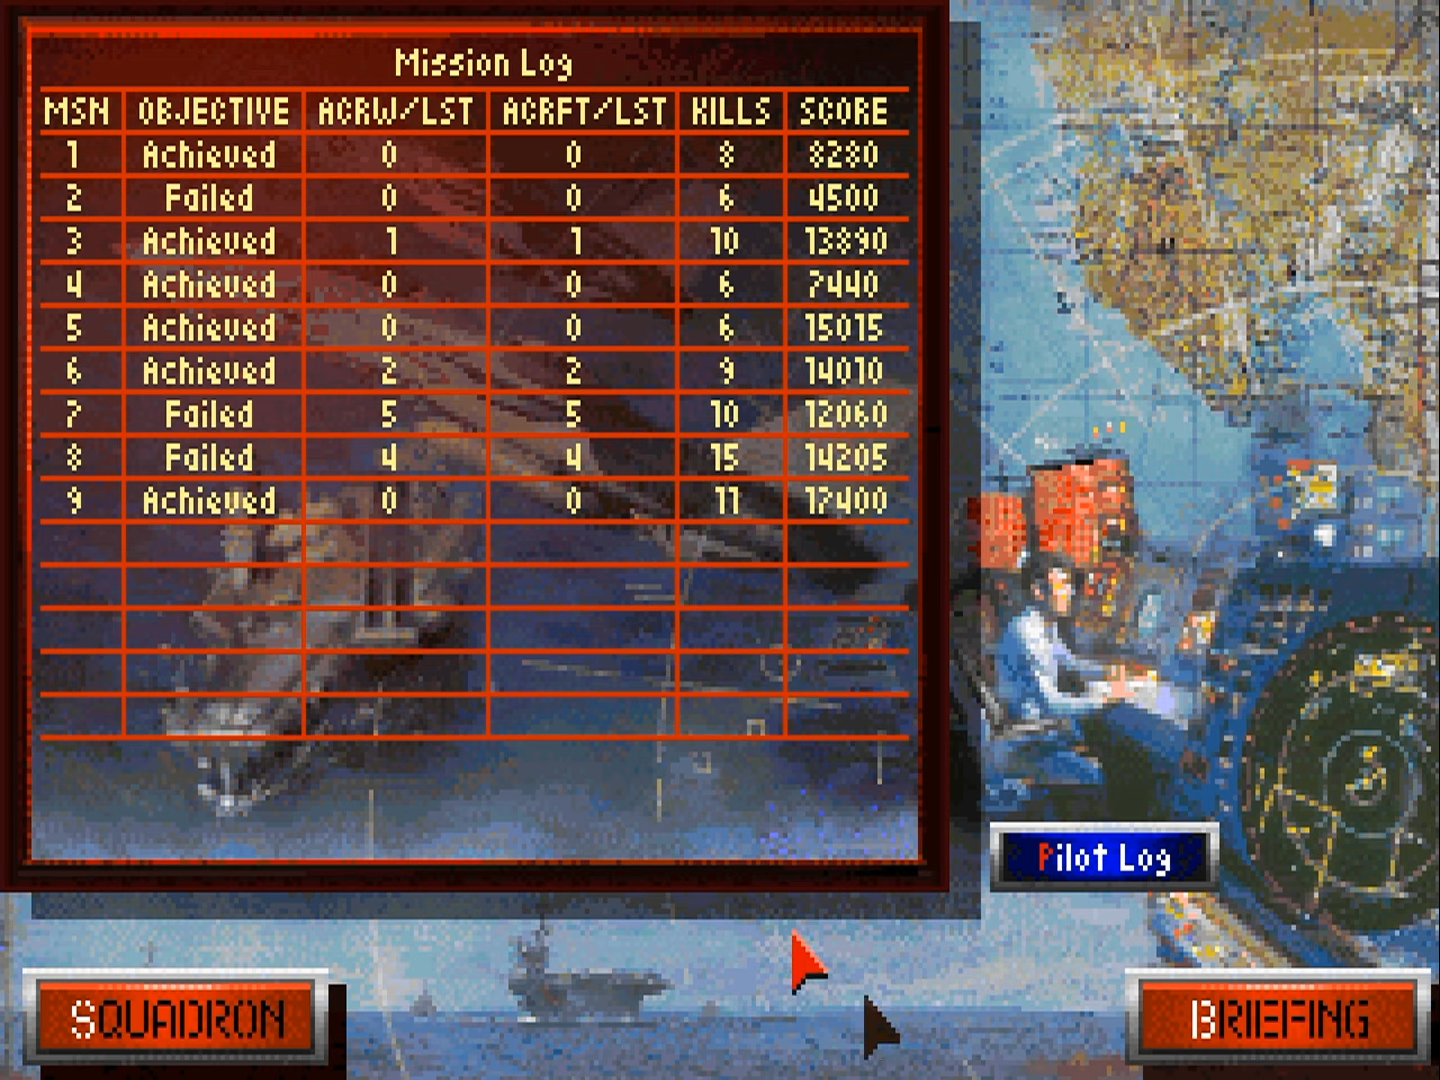 Mission Log
MSN OBJECTIVE ACRW/LST ACRFT/LST KILLS SCORE
1 Achieved 0 0 8 8280
2 Failed 0 0 6 4500
3 Achieved 1 1 10 13890
4 Achieved 0 0 6 7440
5 Achieved 0 0 6 15015
6 Achieved 2 2 9 14010
7 Failed 5 5 10 12060
8 Failed 4 4 15 14205
9 Achieved 0 0 11 17400
Pilot Log
SQUADRON
BRIEFING